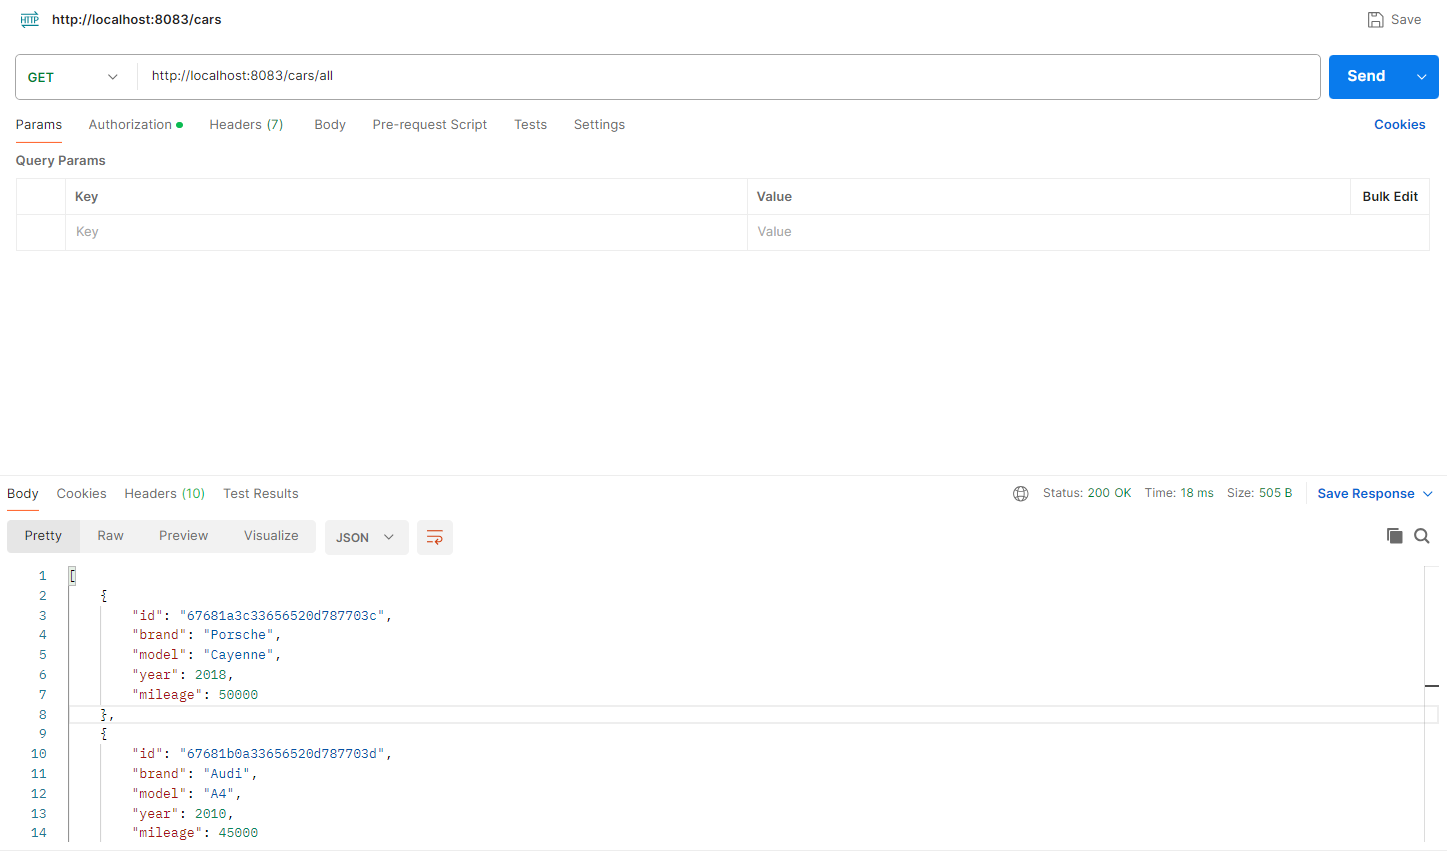 HTTP http://localhost:8083/cars Save
GET http://localhost:8083/cars/all Send
Params Authorization Headers (7) Body Pre-request Script Tests Settings Cookies
Query Params
Key Value Bulk Edit
Key Value
Body Cookies Headers (10) Test Results Status: 200 OK Time: 18 ms Size: 505 B Save Response
Pretty Raw Preview Visualize JSON
1 [
2 {
3 "id": "67681a3c33656520d787703c",
4 "brand": "Porsche",
5 "model": "Cayenne",
6 "year": 2018,
7 "mileage": 50000
8 },
9 {
10 "id": "67681b0a33656520d787703d",
11 "brand": "Audi",
12 "model": "A4",
13 "year": 2010,
14 "mileage": 45000